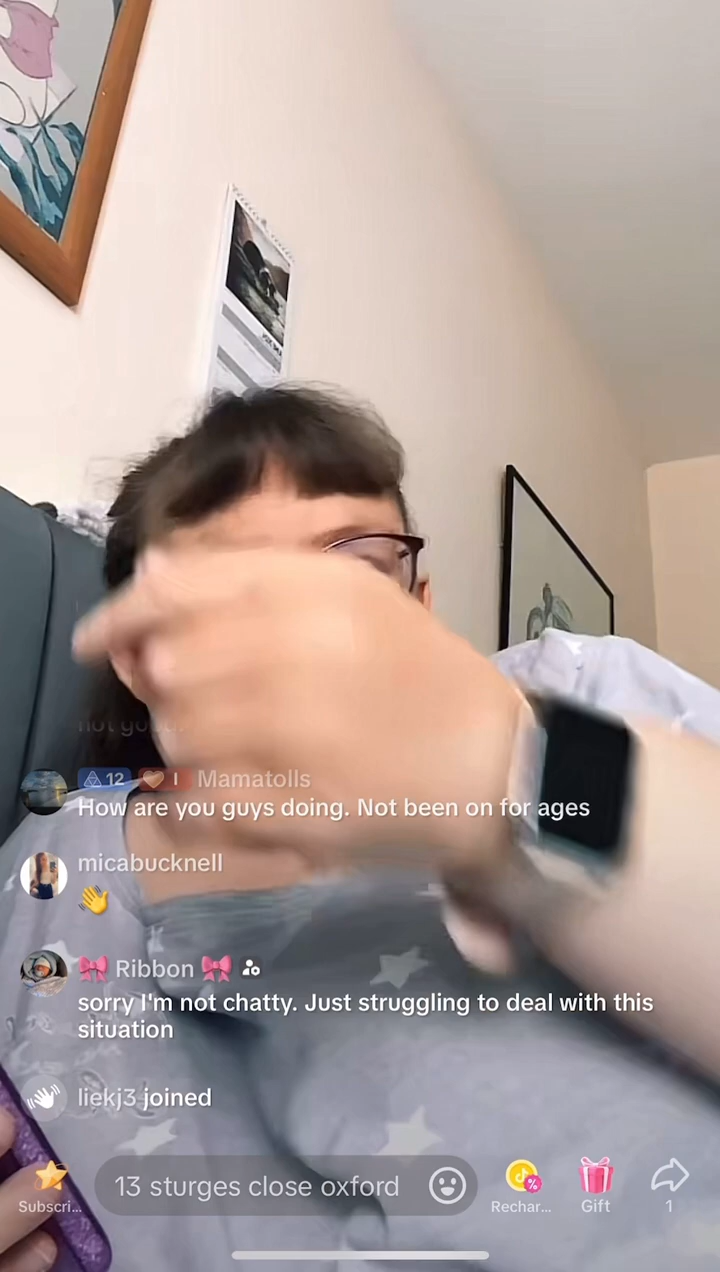 12 I Mamatolls
How are you guys doing. Not been on for ages
micabucknell
👋
🎀 Ribbon 🎀
sorry I'm not chatty. Just struggling to deal with this
situation
liekj3 joined
13 sturges close oxford
Subscri... Rechar... Gift 1